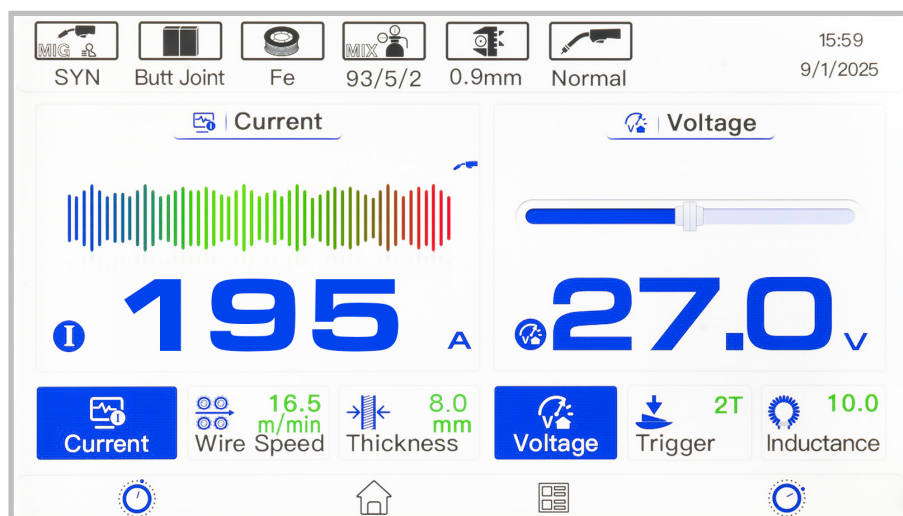 MIG
SYN
Butt Joint
Fe
MIX
93/5/2
0.9mm
Normal
15:59
9/1/2025
Current
Voltage
I
195
A
V
27.0
V
I
Current
16.5
m/min
Wire Speed
8.0
mm
Thickness
V
Voltage
2T
Trigger
10.0
Inductance